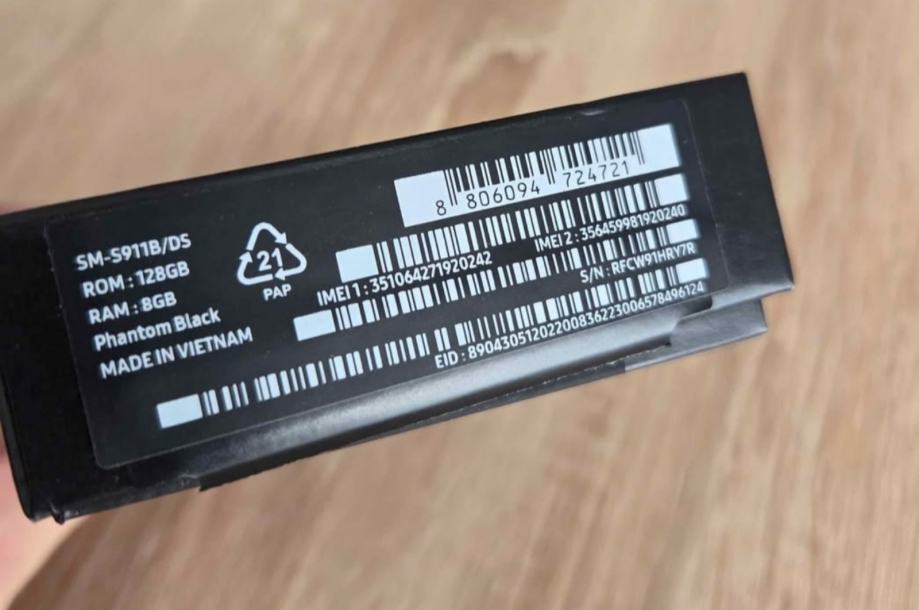 SM-S911B/DS
ROM : 128GB
RAM : 8GB
Phantom Black
MADE IN VIETNAM
21
PAP
8 806094 724721
IMEI 1 : 351064271920242
IMEI 2 : 356459981920240
S/N : RFCW91HRY7R
EID : 89043051202200836223006578496124